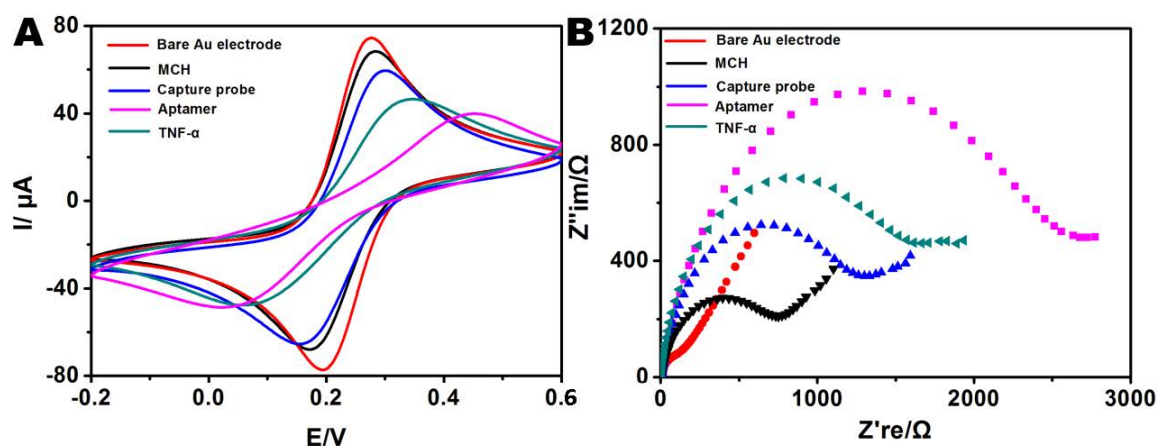 A
80
40
0
-40
-80
I/ µA
-0.2 0.0 0.2 0.4 0.6
E/V
Bare Au electrode
MCH
Capture probe
Aptamer
TNF-α
B
1200
800
400
0
Z"im/Ω
0 1000 2000 3000
Z're/Ω
Bare Au electrode
MCH
Capture probe
Aptamer
TNF-α